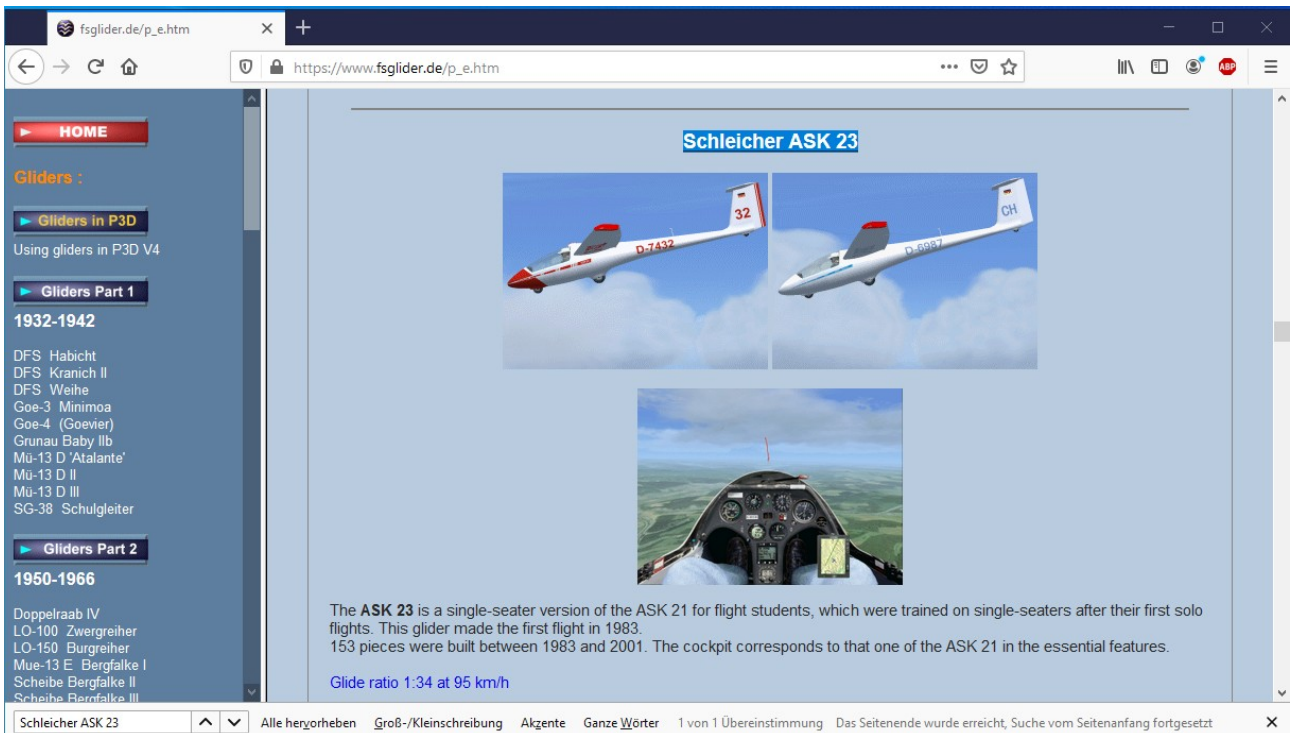 fsglider.de/p_e.htm
https://www.fsglider.de/p_e.htm
ABP
HOME
Gliders :
Gliders in P3D
Using gliders in P3D V4
Gliders Part 1
1932-1942
DFS Habicht
DFS Kranich II
DFS Weihe
Goe-3 Minimoa
Goe-4 (Goevier)
Grunau Baby IIb
Mü-13 D 'Atalante'
Mü-13 D II
Mü-13 D III
SG-38 Schulgleiter
Gliders Part 2
1950-1966
Doppelraab IV
LO-100 Zwergreiher
LO-150 Burgreiher
Mue-13 E Bergfalke I
Scheibe Bergfalke II
Scheibe Bergfalke III
Schleicher ASK 23
32
D-7432
CH
D-6987
The ASK 23 is a single-seater version of the ASK 21 for flight students, which were trained on single-seaters after their first solo
flights. This glider made the first flight in 1983.
153 pieces were built between 1983 and 2001. The cockpit corresponds to that one of the ASK 21 in the essential features.
Glide ratio 1:34 at 95 km/h
Schleicher ASK 23
Alle hervorheben Groß-/Kleinschreibung Akzente Ganze Wörter 1 von 1 Übereinstimmung Das Seitenende wurde erreicht, Suche vom Seitenanfang fortgesetzt